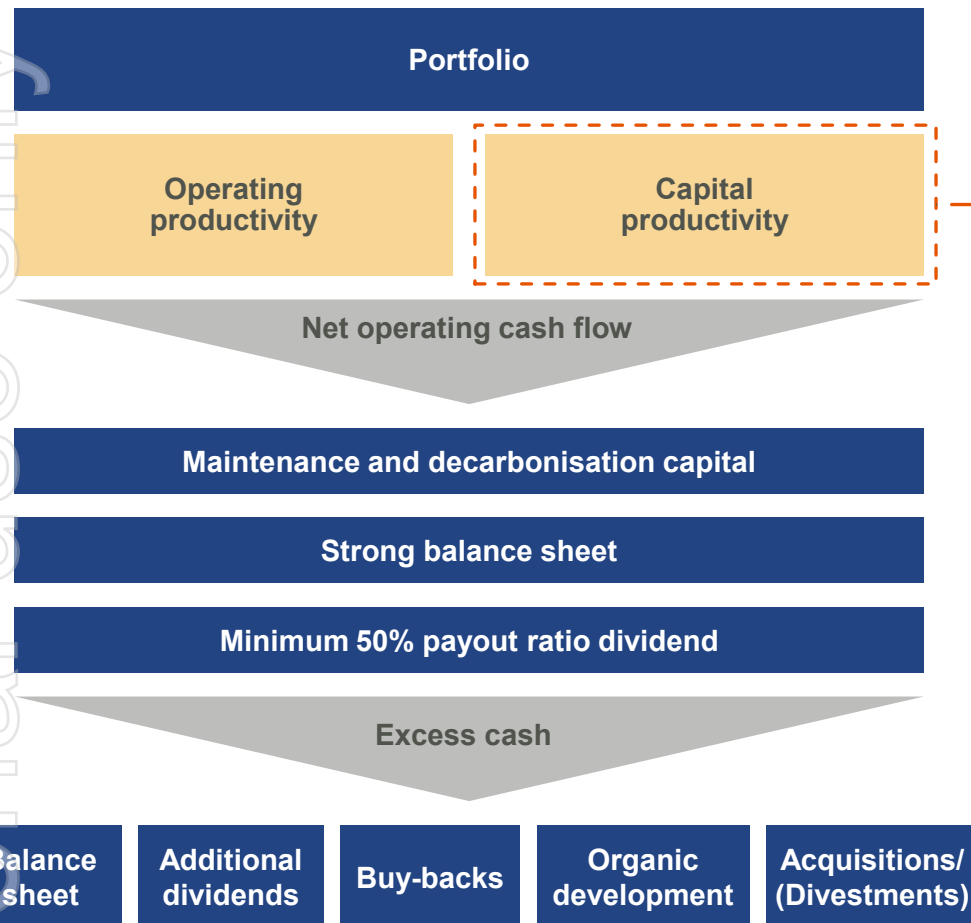 Portfolio
Operating
productivity
Capital
productivity
Net operating cash flow
Maintenance and decarbonisation capital
Strong balance sheet
Minimum 50% payout ratio dividend
Excess cash
Balance
sheet
Additional
dividends
Buy-backs
Organic
development
Acquisitions/
(Divestments)